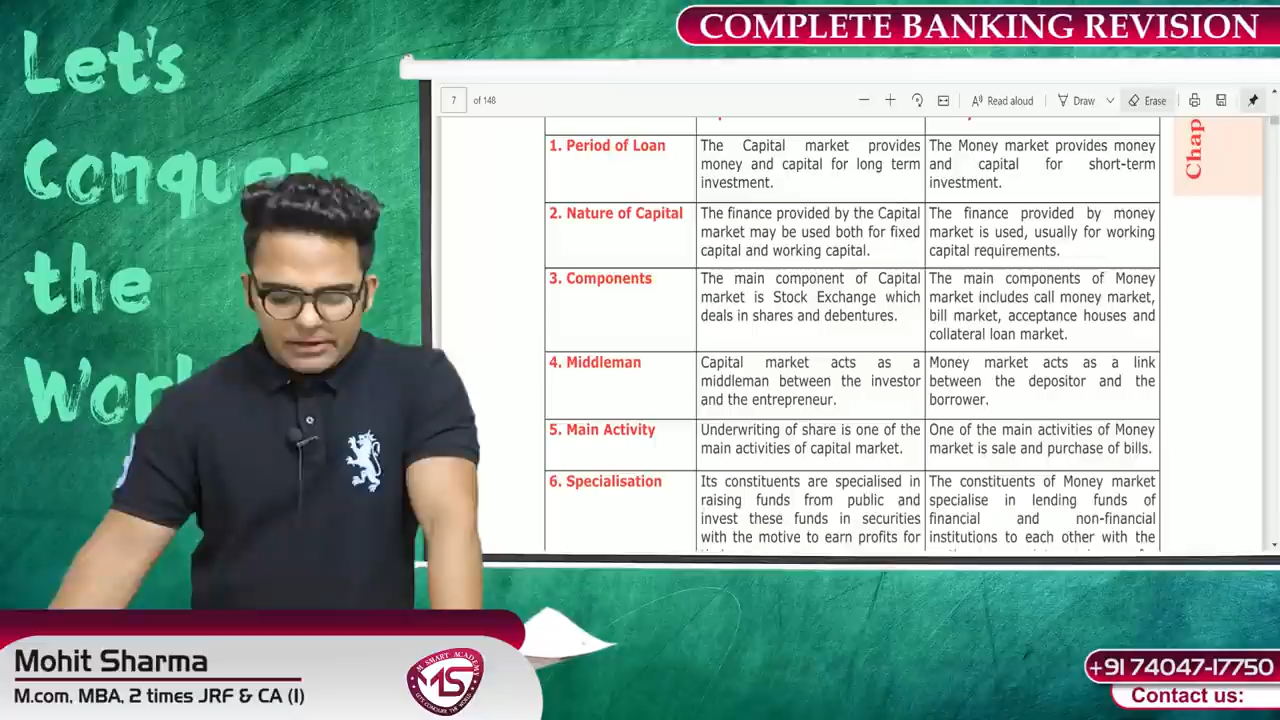 COMPLETE BANKING REVISION
Let's
Conquer
the
7 of 148
Read aloud
Draw
Erase
Chap
1. Period of Loan
The Capital market provides
money and capital for long term
investment.
The Money market provides money
and capital for short-term
investment.
2. Nature of Capital
The finance provided by the Capital
market may be used both for fixed
capital and working capital.
The finance provided by money
market is used, usually for working
capital requirements.
3. Components
The main component of Capital
market is Stock Exchange which
deals in shares and debentures.
The main components of Money
market includes call money market,
bill market, acceptance houses and
collateral loan market.
4. Middleman
Capital market acts as a
middleman between the investor
and the entrepreneur.
Money market acts as a link
between the depositor and the
borrower.
5. Main Activity
Underwriting of share is one of the
main activities of capital market.
One of the main activities of Money
market is sale and purchase of bills.
6. Specialisation
Its constituents are specialised in
raising funds from public and
invest these funds in securities
with the motive to earn profits for
The constituents of Money market
specialise in lending funds of
financial and non-financial
institutions to each other with the
Mohit Sharma
M.com, MBA, 2 times JRF & CA (I)
M SMART ACADEMY
MS
LET'S CONQUER THE WORLD
+91 74047-17750
Contact us: